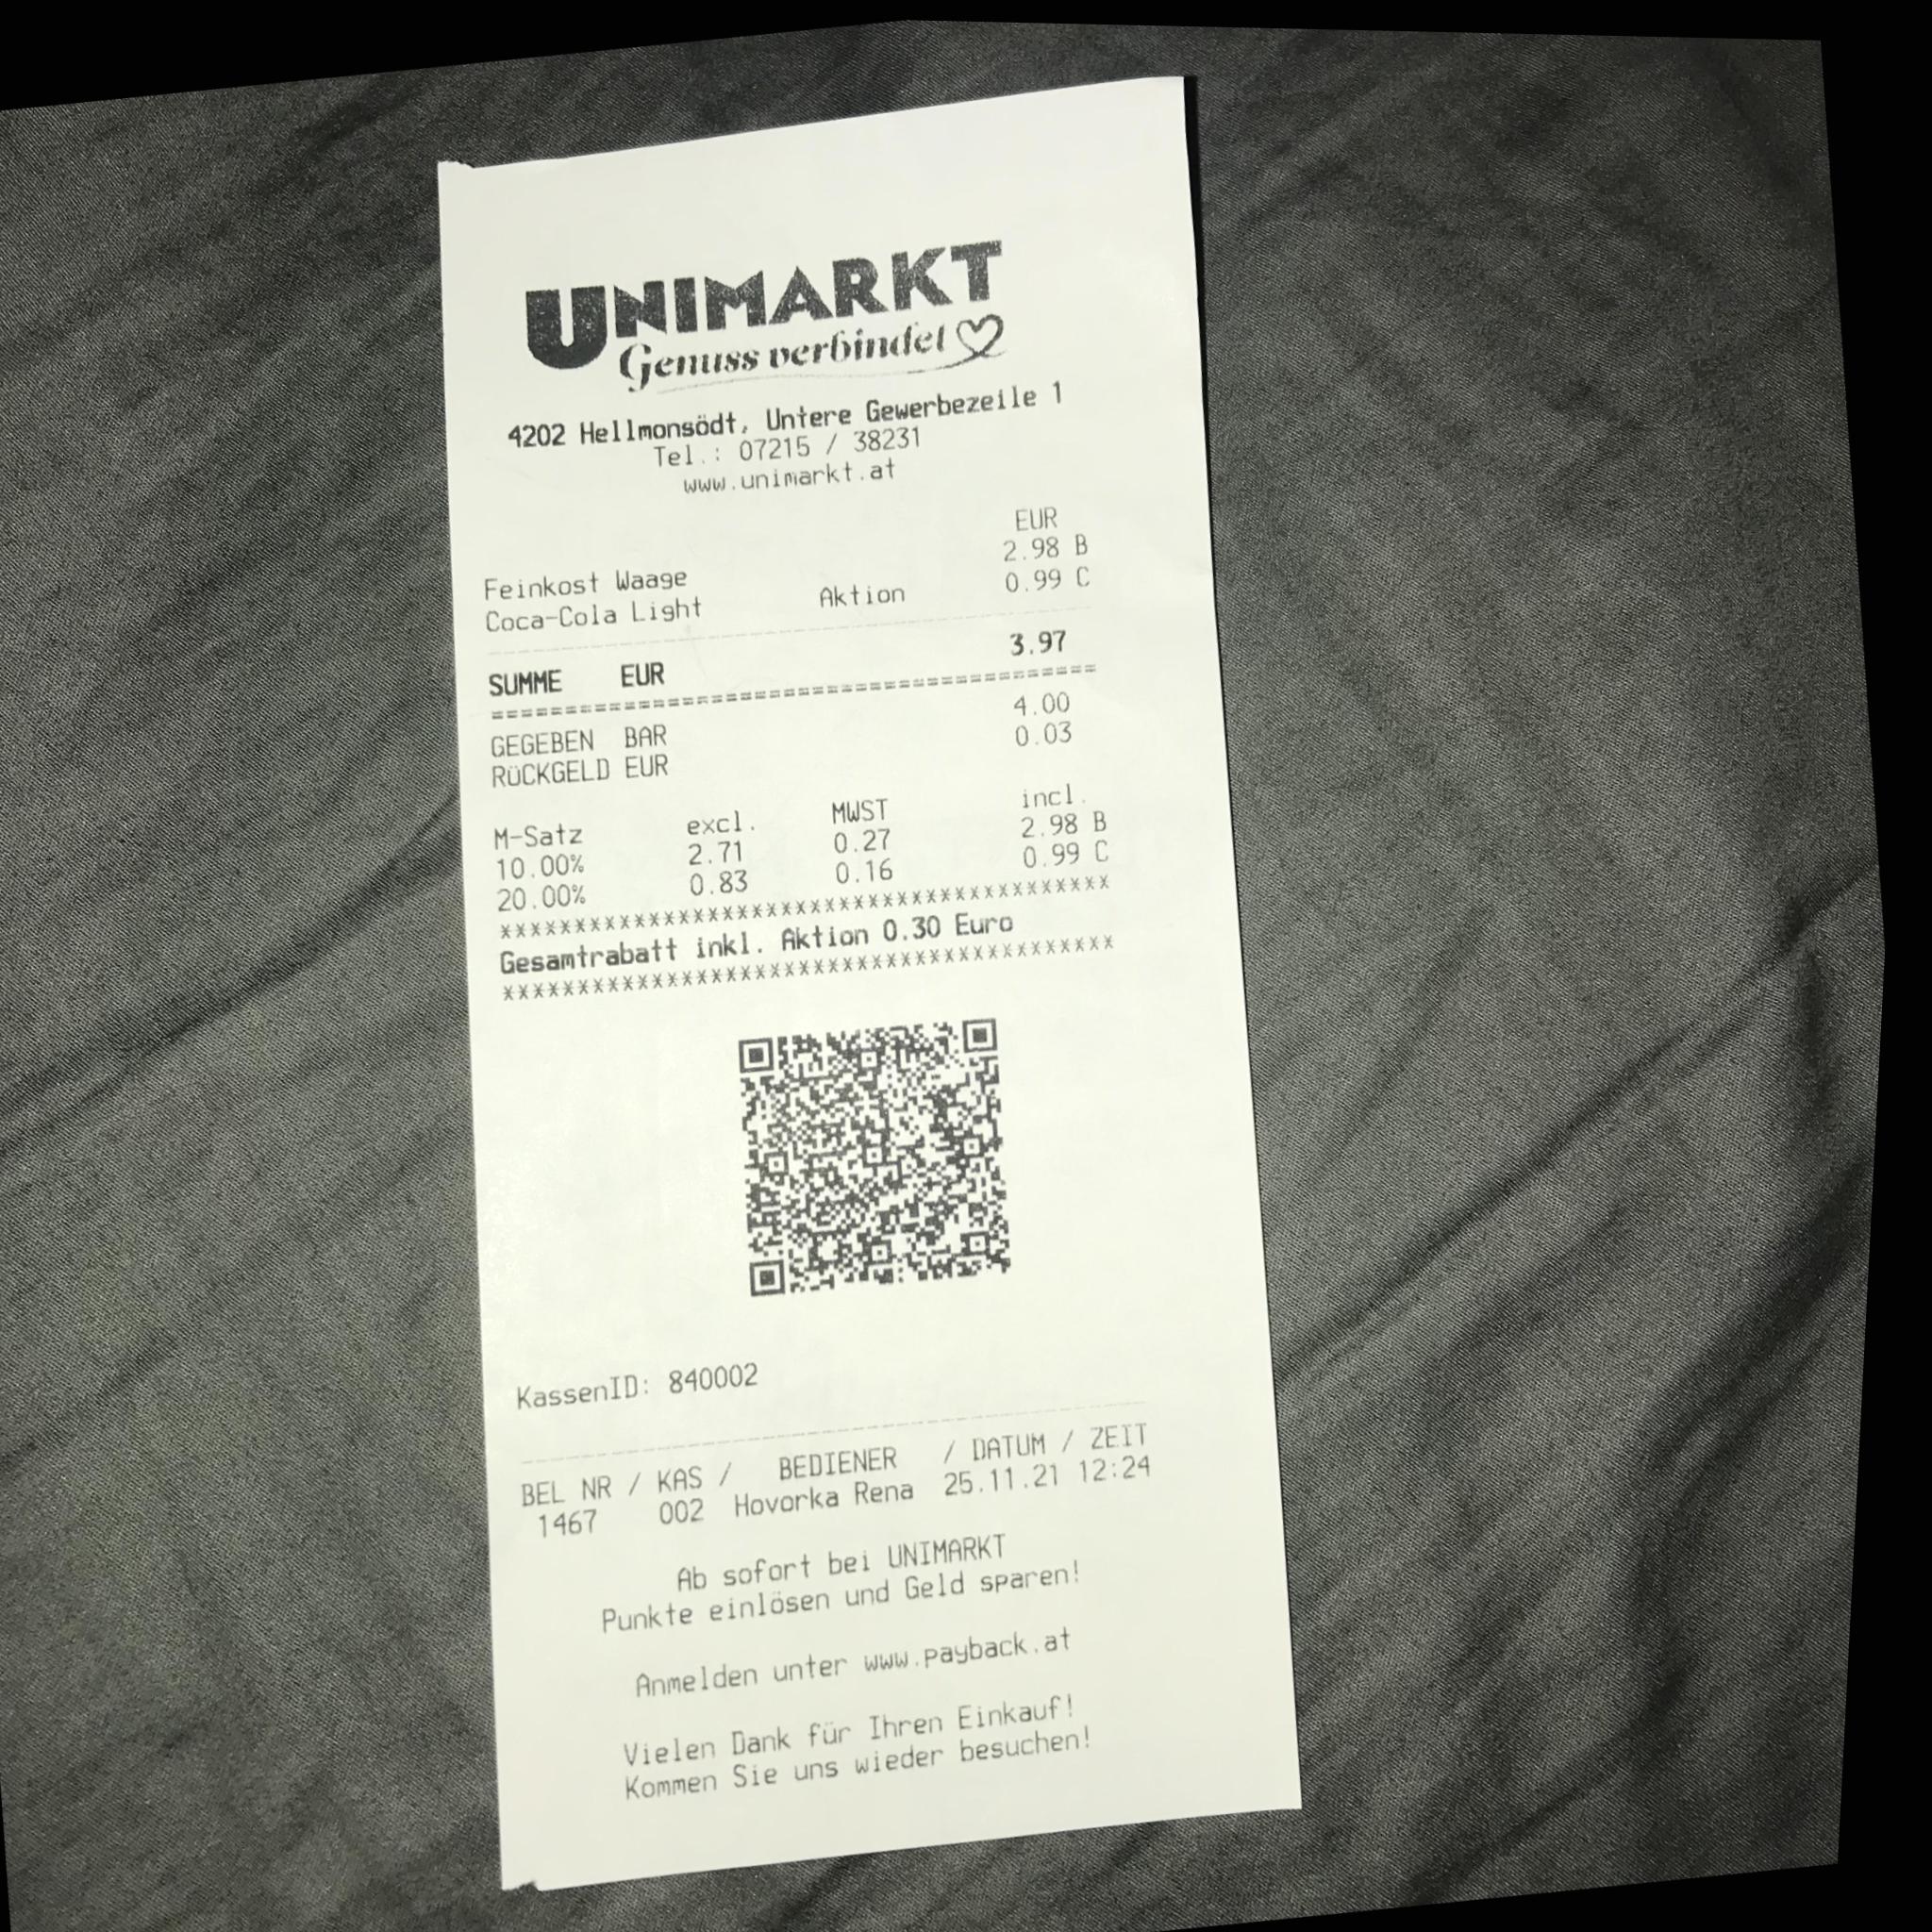 UNIMARKT
Genuss verbindet
4202 Hellmonsödt, Untere Gewerbezeile 1
Tel.: 07215 / 38231
www.unimarkt.at
EUR
Feinkost Waage 2.98 B
Coca-Cola Light Aktion 0.99 C
SUMME EUR 3.97
==========================================
GEGEBEN BAR 4.00
RüCKGELD EUR 0.03
M-Satz excl. MWST incl.
10.00% 2.71 0.27 2.98 B
20.00% 0.83 0.16 0.99 C
******************************************
Gesamtrabatt inkl. Aktion 0.30 Euro
******************************************
KassenID: 840002
BEL NR / KAS / BEDIENER / DATUM / ZEIT
1467 002 Hovorka Rena 25.11.21 12:24
Ab sofort bei UNIMARKT
Punkte einlösen und Geld sparen!
Anmelden unter www.payback.at
Vielen Dank für Ihren Einkauf!
Kommen Sie uns wieder besuchen!